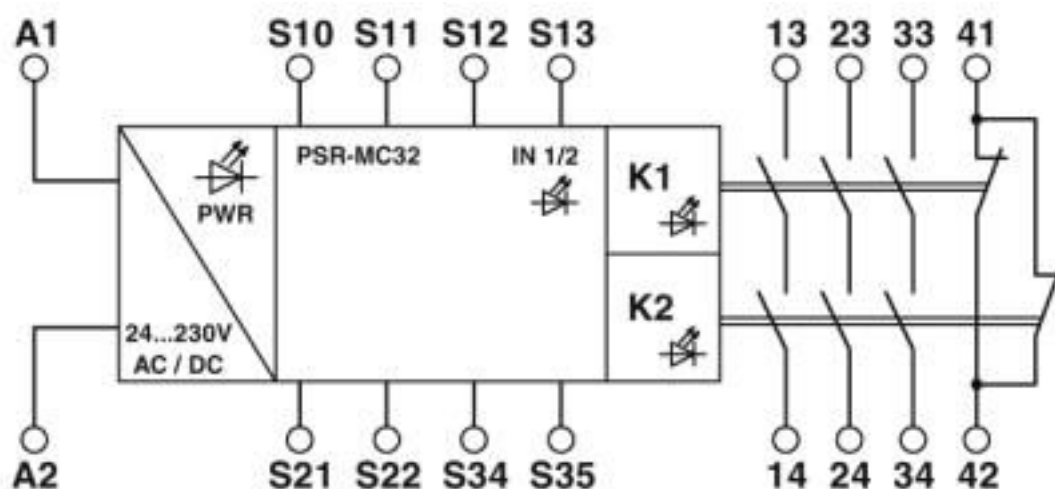 A1 S10 S11 S12 S13 13 23 33 41
PSR-MC32 IN 1/2
K1
PWR
K2
24...230V
AC / DC
A2 S21 S22 S34 S35 14 24 34 42